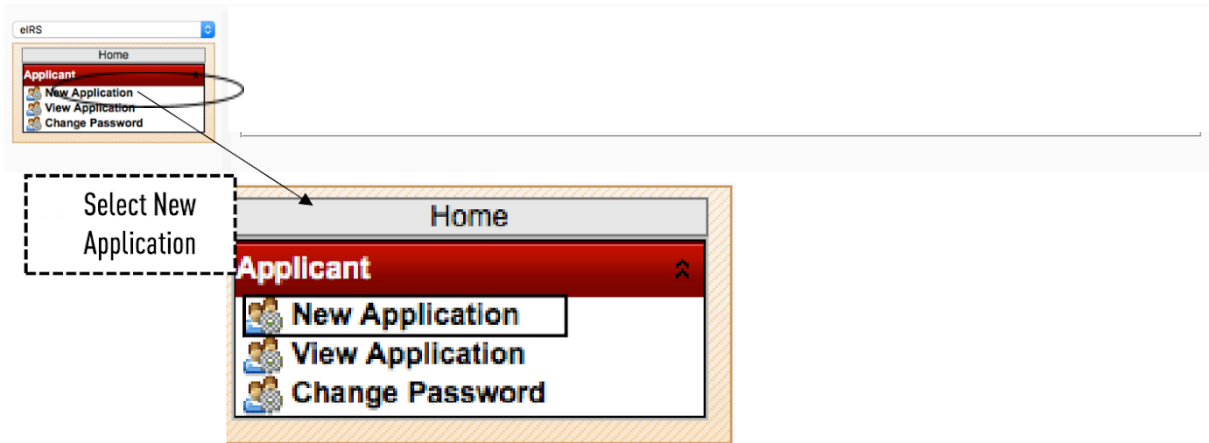 eIRS
Home
Applicant
New Application
View Application
Change Password
Select New
Application
Home
Applicant
New Application
View Application
Change Password